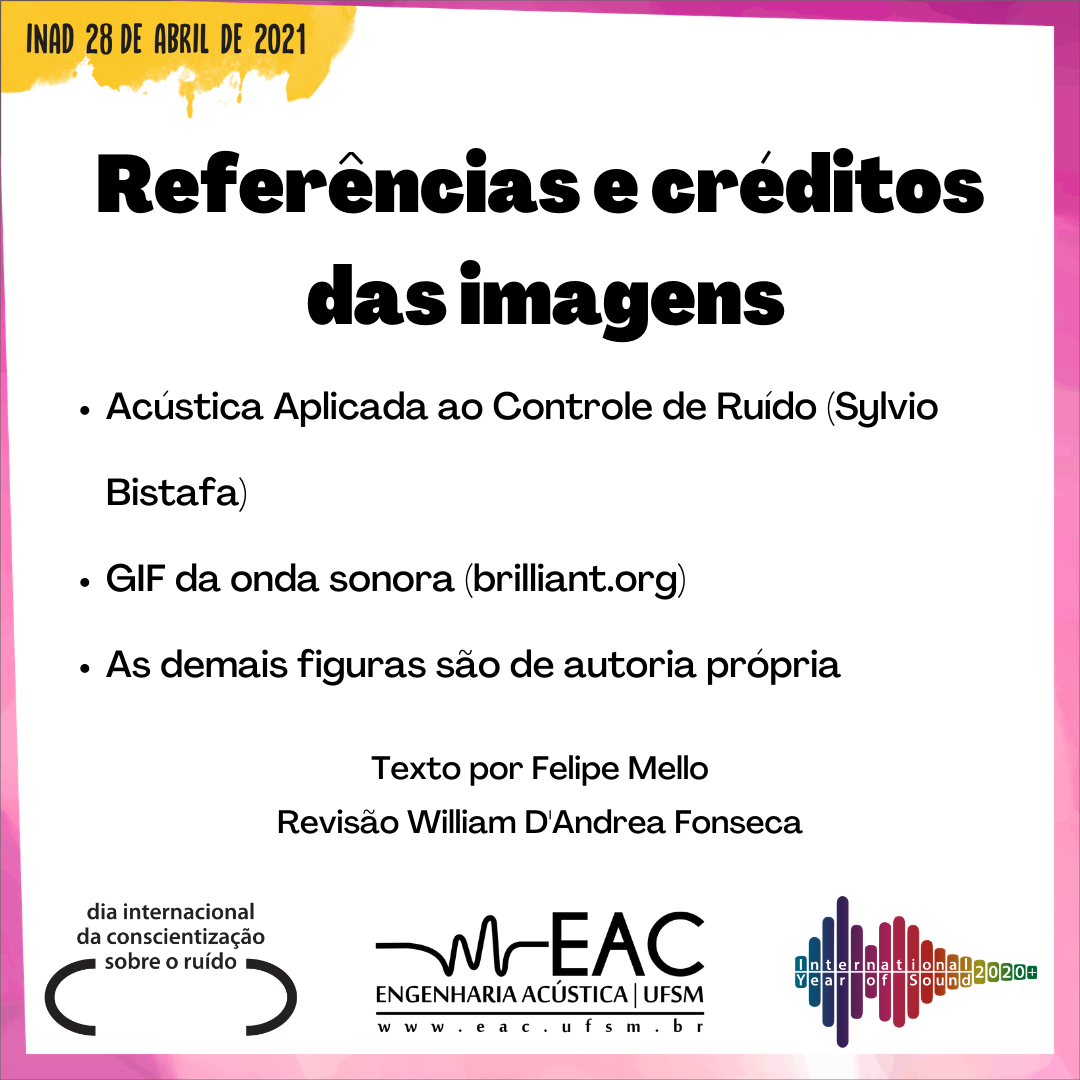 INAD 28 DE ABRIL DE 2021
Referências e créditos
das imagens
• Acústica Aplicada ao Controle de Ruído (Sylvio
Bistafa)
• GIF da onda sonora (brilliant.org)
• As demais figuras são de autoria própria
Texto por Felipe Mello
Revisão William D'Andrea Fonseca
dia internacional
da conscientização
sobre o ruído
EAC
ENGENHARIA ACÚSTICA | UFSM
www.eac.ufsm.br
International
Year of Sound 2020+